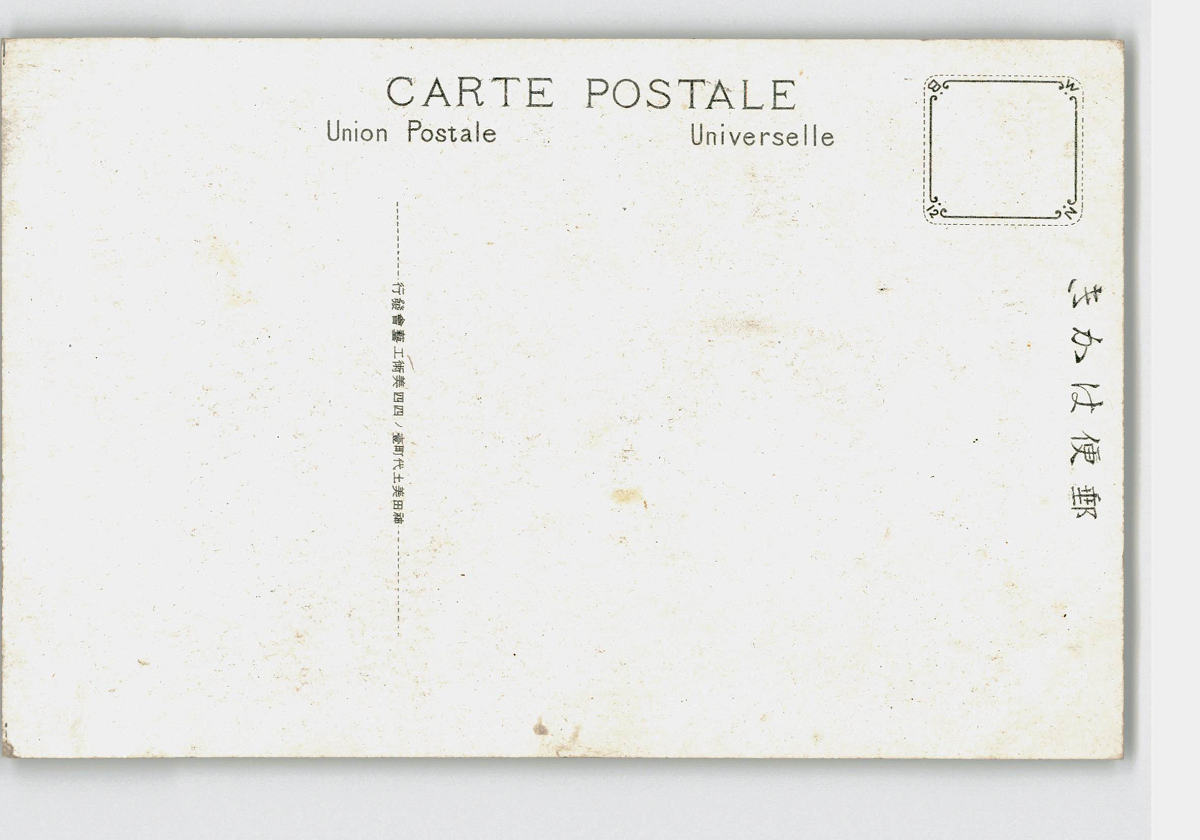 CARTE POSTALE
Union Postale Universelle
B W
12 N
郵便はかき
神田美土代町壹ノ四四美術工藝會發行